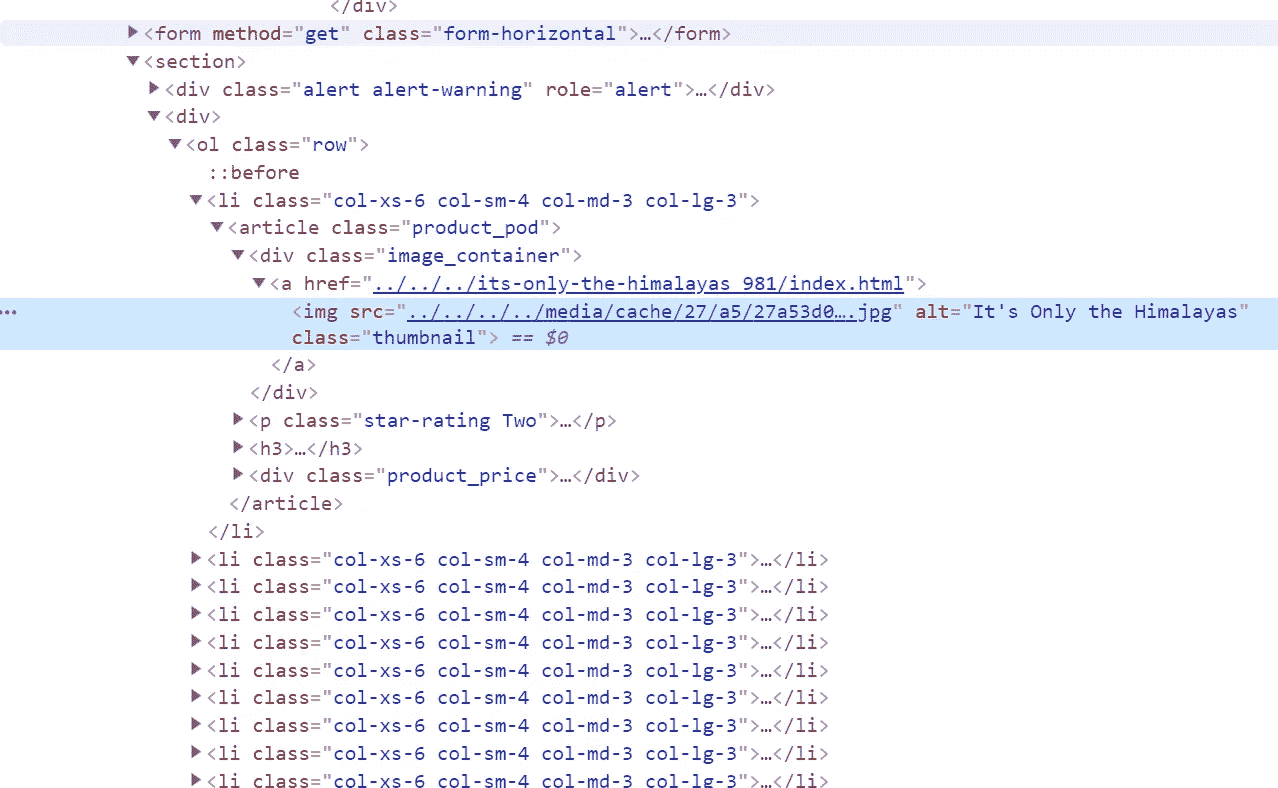 </div>
▶<form method="get" class="form-horizontal">…</form>
▼<section>
▶<div class="alert alert-warning" role="alert">…</div>
▼<div>
▼<ol class="row">
::before
▼<li class="col-xs-6 col-sm-4 col-md-3 col-lg-3">
▼<article class="product_pod">
▼<div class="image_container">
▼<a href="../../../its-only-the-himalayas_981/index.html">
<img src="../../../../media/cache/27/a5/27a53d0….jpg" alt="It's Only the Himalayas"
class="thumbnail"> == $0
</a>
</div>
▶<p class="star-rating Two">…</p>
▶<h3>…</h3>
▶<div class="product_price">…</div>
</article>
</li>
▶<li class="col-xs-6 col-sm-4 col-md-3 col-lg-3">…</li>
▶<li class="col-xs-6 col-sm-4 col-md-3 col-lg-3">…</li>
▶<li class="col-xs-6 col-sm-4 col-md-3 col-lg-3">…</li>
▶<li class="col-xs-6 col-sm-4 col-md-3 col-lg-3">…</li>
▶<li class="col-xs-6 col-sm-4 col-md-3 col-lg-3">…</li>
▶<li class="col-xs-6 col-sm-4 col-md-3 col-lg-3">…</li>
▶<li class="col-xs-6 col-sm-4 col-md-3 col-lg-3">…</li>
▶<li class="col-xs-6 col-sm-4 col-md-3 col-lg-3">…</li>
▶<li class="col-xs-6 col-sm-4 col-md-3 col-lg-3">…</li>